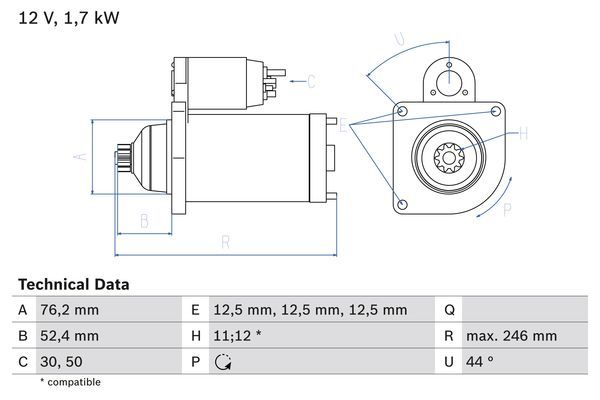 12 V, 1,7 kW
U
C
A
E
H
B
R
P
Technical Data
A 76,2 mm E 12,5 mm, 12,5 mm, 12,5 mm Q
B 52,4 mm H 11;12 * R max. 246 mm
C 30, 50 P U 44 °
* compatible